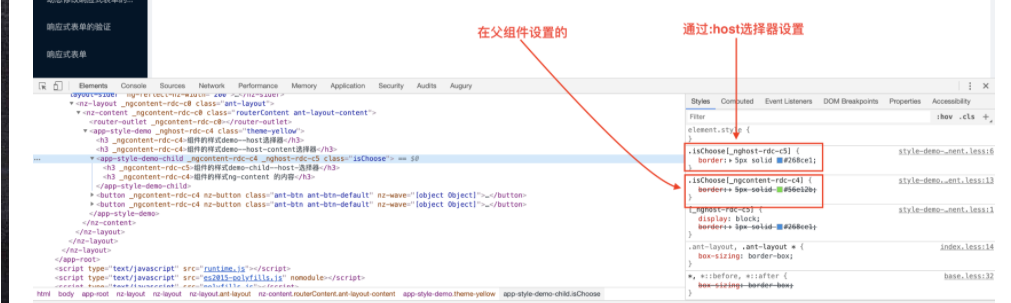 响应式表单的验证
响应式表单
在父组件设置的
通过:host选择器设置
Elements Console Sources Network Performance Memory Application Security Audits Augury
<nz-layout _ngcontent-rdc-c0 class="ant-layout">
<nz-content _ngcontent-rdc-c0 class="routerContent ant-layout-content">
<router-outlet _ngcontent-rdc-c0></router-outlet>
<app-style-demo _nghost-rdc-c4 class="theme-yellow">
<h3 _ngcontent-rdc-c4>组件的样式demo--host选择器</h3>
<h3 _ngcontent-rdc-c4>组件的样式demo--host-content选择器</h3>
… <app-style-demo-child _ngcontent-rdc-c4 _nghost-rdc-c5 class="isChoose"> == $0
<h3 _ngcontent-rdc-c5>组件的样式demo-child--host选择器</h3>
<h3 _ngcontent-rdc-c4>组件的样式ng-content 的内容</h3>
</app-style-demo-child>
<button _ngcontent-rdc-c4 nz-button class="ant-btn ant-btn-default" nz-wave="[object Object]">…</button>
<button _ngcontent-rdc-c4 nz-button class="ant-btn ant-btn-default" nz-wave="[object Object]">…</button>
</app-style-demo>
</nz-content>
</nz-layout>
</nz-layout>
</nz-layout>
</app-root>
<script type="text/javascript" src="runtime.js"></script>
<script type="text/javascript" src="es2015-polyfills.js" nomodule></script>
html body app-root nz-layout nz-layout nz-layout.ant-layout nz-content.routerContent.ant-layout-content app-style-demo.theme-yellow app-style-demo-child.isChoose
Styles Computed Event Listeners DOM Breakpoints Properties Accessibility
Filter :hov .cls +
element.style {
}
.isChoose[_nghost-rdc-c5] { style-demo-…nent.less:6
border: 5px solid #268ce1;
}
.isChoose[_ngcontent-rdc-c4] { style-demo.…ent.less:13
border: 5px solid #56e12b;
}
[_nghost-rdc-c5] { style-demo-…nent.less:1
display: block;
border: 1px solid #268ce1;
}
.ant-layout, .ant-layout * { index.less:14
box-sizing: border-box;
}
*, *::before, *::after { base.less:32
box-sizing: border-box;